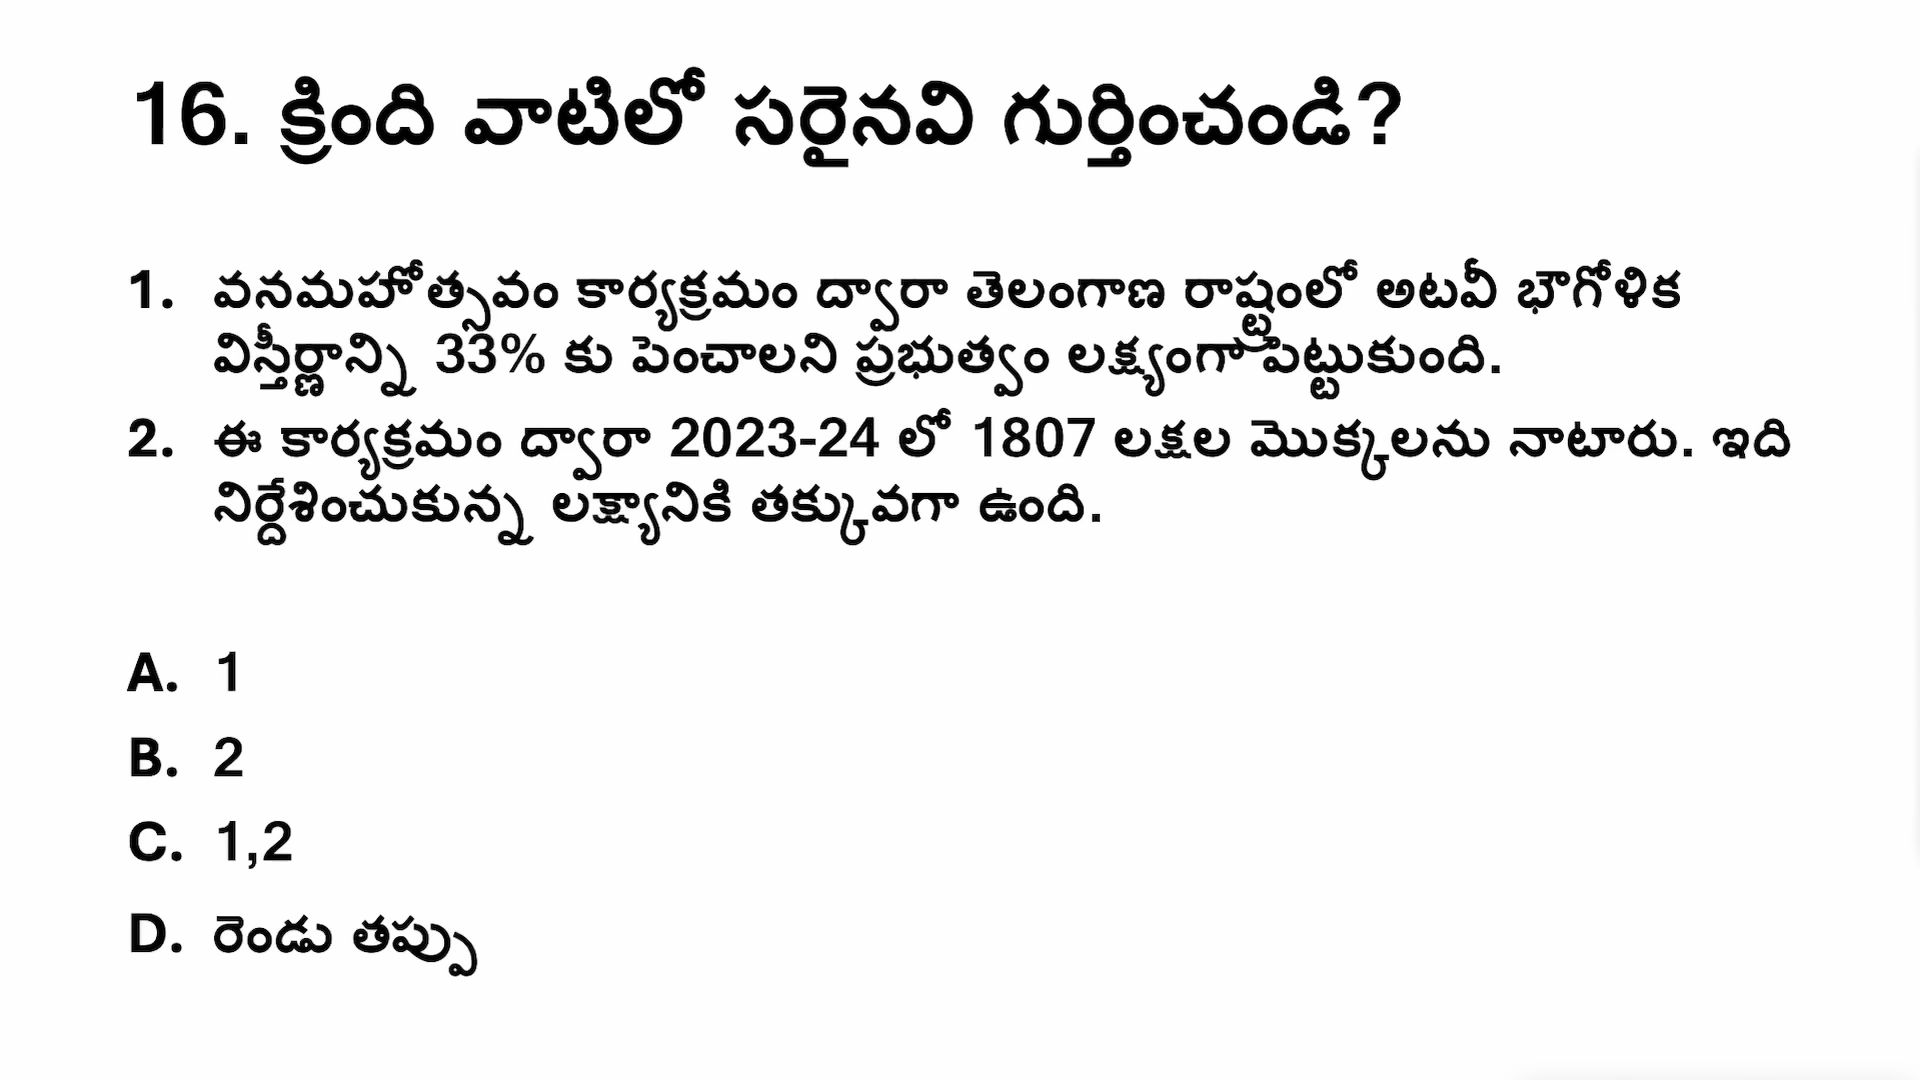 16. క్రింది వాటిలో సరైనవి గుర్తించండి?
1. వనమహోత్సవం కార్యక్రమం ద్వారా తెలంగాణ రాష్ట్రంలో అటవీ భౌగోళిక
విస్తీర్ణాన్ని 33% కు పెంచాలని ప్రభుత్వం లక్ష్యంగా పెట్టుకుంది.
2. ఈ కార్యక్రమం ద్వారా 2023-24 లో 1807 లక్షల మొక్కలను నాటారు. ఇది
నిర్దేశించుకున్న లక్ష్యానికి తక్కువగా ఉంది.
A. 1
B. 2
C. 1,2
D. రెండు తప్పు